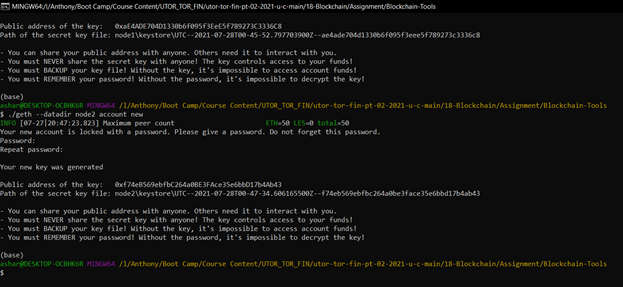 MINGW64:/l/Anthony/Boot Camp/Course Content/UTOR_TOR_FIN/utor-tor-fin-pt-02-2021-u-c-main/18-Blockchain/Assignment/Blockchain-Tools
Public address of the key:   0xaE4ADE704D1330b6f095f3EeE5f789273C3336C8
Path of the secret key file: node1\keystore\UTC--2021-07-28T00-45-52.797703900Z--ae4ade704d1330b6f095f3eee5f789273c3336c8
- You can share your public address with anyone. Others need it to interact with you.
- You must NEVER share the secret key with anyone! The key controls access to your funds!
- You must BACKUP your key file! Without the key, it's impossible to access account funds!
- You must REMEMBER your password! Without the password, it's impossible to decrypt the key!
(base)
ashar@DESKTOP-OCBHK6R MINGW64 /l/Anthony/Boot Camp/Course Content/UTOR_TOR_FIN/utor-tor-fin-pt-02-2021-u-c-main/18-Blockchain/Assignment/Blockchain-Tools
$ ./geth --datadir node2 account new
INFO [07-27|20:47:23.823] Maximum peer count                       ETH=50 LES=0 total=50
Your new account is locked with a password. Please give a password. Do not forget this password.
Password:
Repeat password:
Your new key was generated
Public address of the key:   0xf74eB569ebfbC264a0BE3FAce35e6bbD17b4Ab43
Path of the secret key file: node2\keystore\UTC--2021-07-28T00-47-34.606165500Z--f74eb569ebfbc264a0be3face35e6bbd17b4ab43
- You can share your public address with anyone. Others need it to interact with you.
- You must NEVER share the secret key with anyone! The key controls access to your funds!
- You must BACKUP your key file! Without the key, it's impossible to access account funds!
- You must REMEMBER your password! Without the password, it's impossible to decrypt the key!
(base)
ashar@DESKTOP-OCBHK6R MINGW64 /l/Anthony/Boot Camp/Course Content/UTOR_TOR_FIN/utor-tor-fin-pt-02-2021-u-c-main/18-Blockchain/Assignment/Blockchain-Tools
$